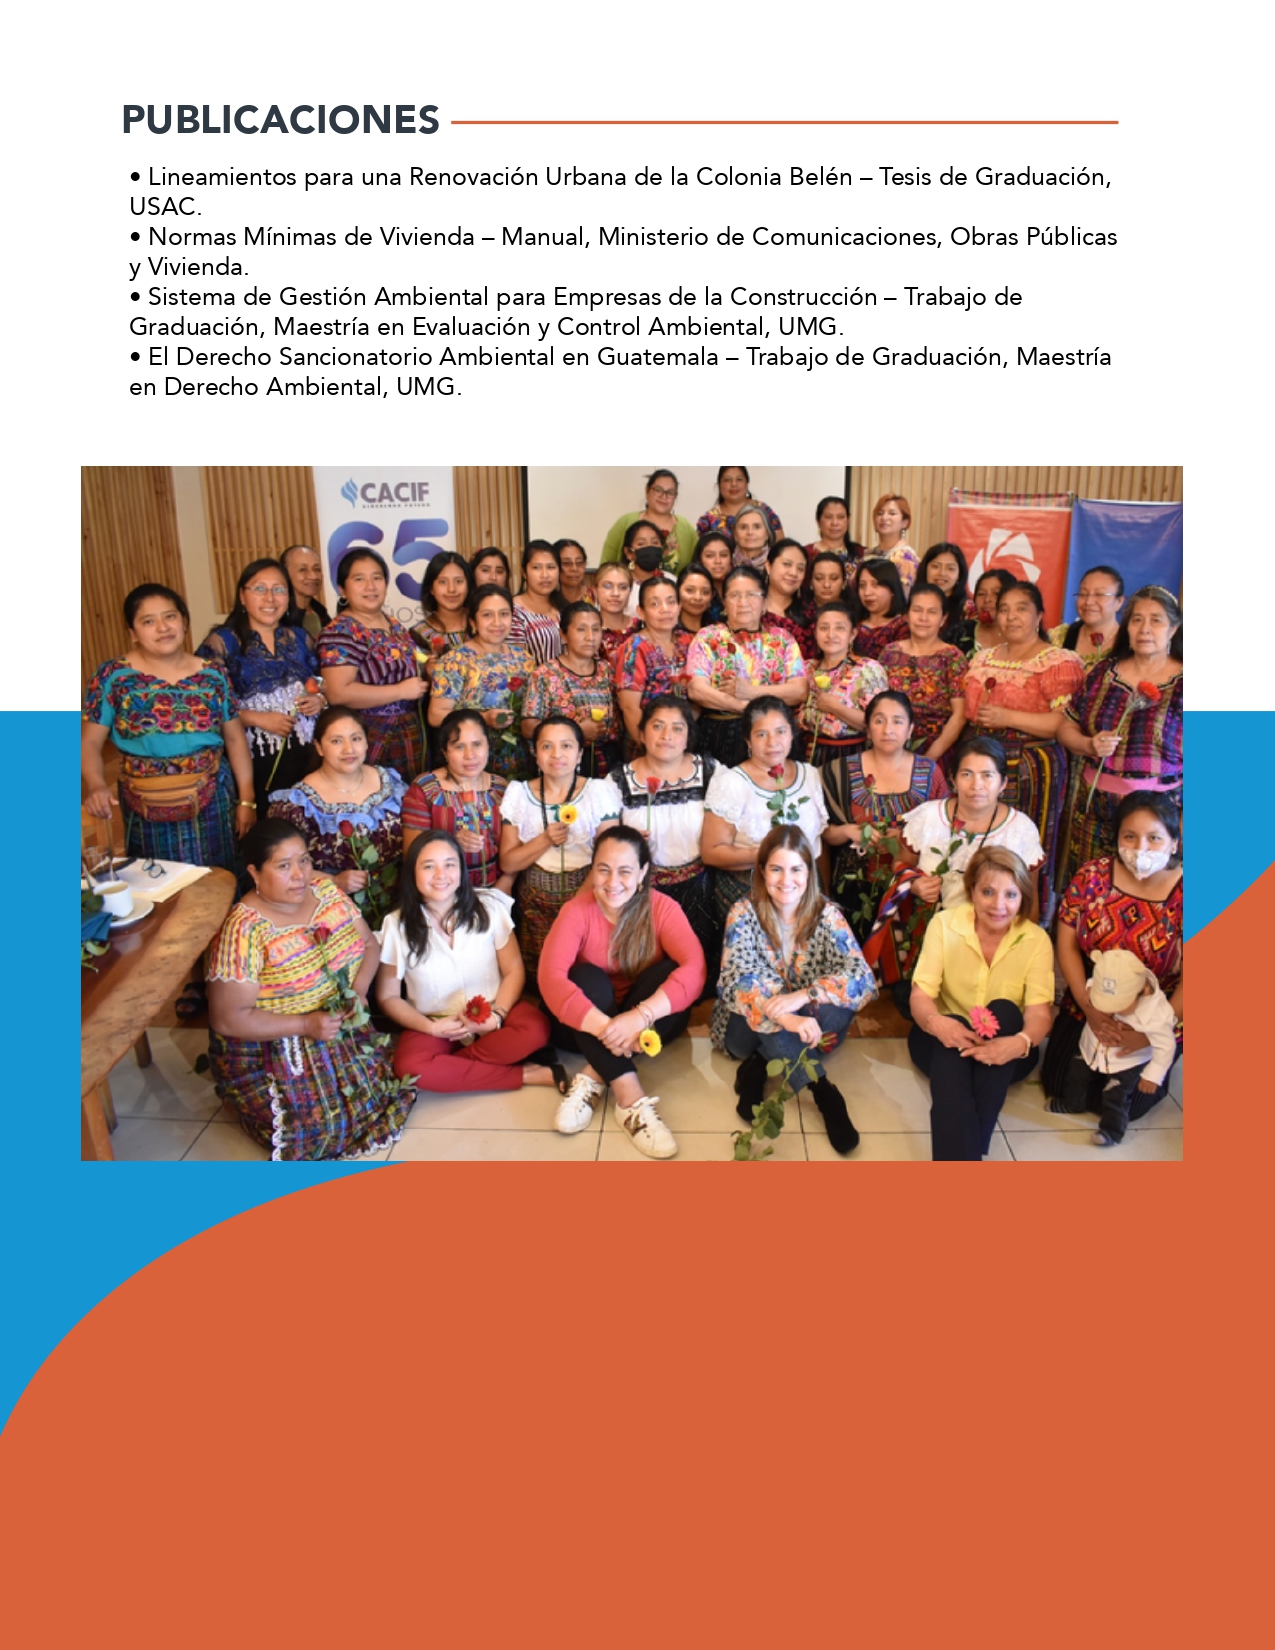 PUBLICACIONES
• Lineamientos para una Renovación Urbana de la Colonia Belén – Tesis de Graduación,
USAC.
• Normas Mínimas de Vivienda – Manual, Ministerio de Comunicaciones, Obras Públicas
y Vivienda.
• Sistema de Gestión Ambiental para Empresas de la Construcción – Trabajo de
Graduación, Maestría en Evaluación y Control Ambiental, UMG.
• El Derecho Sancionatorio Ambiental en Guatemala – Trabajo de Graduación, Maestría
en Derecho Ambiental, UMG.
CACIF
65